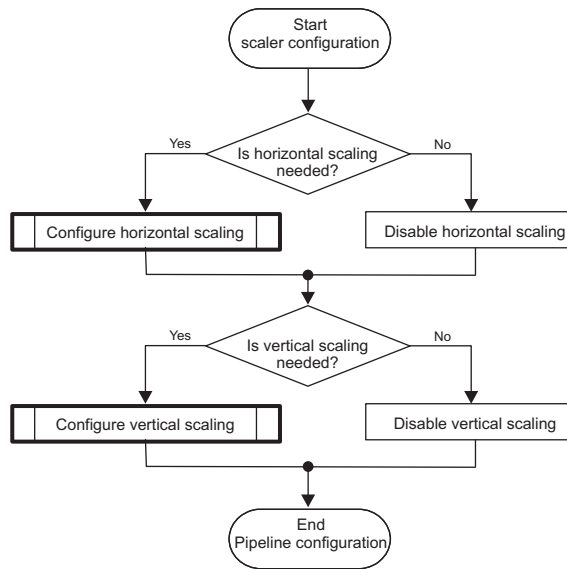 Start
scaler configuration
Is horizontal scaling
needed?
Yes
No
Configure horizontal scaling
Disable horizontal scaling
Is vertical scaling
needed?
Yes
No
Configure vertical scaling
Disable vertical scaling
End
Pipeline configuration